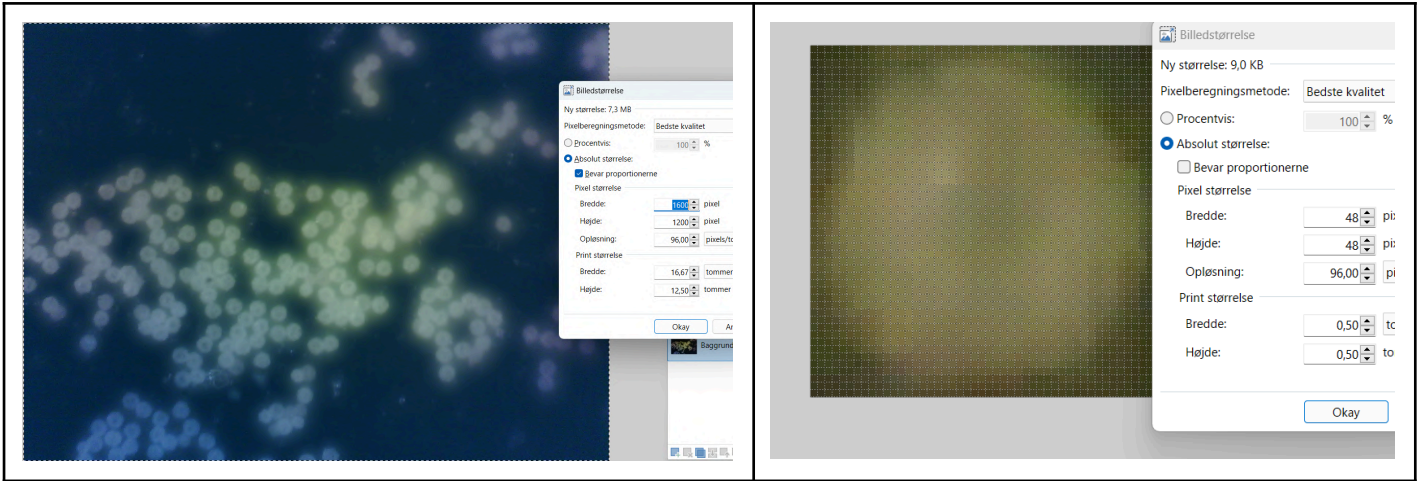 Billedstørrelse
Ny størrelse: 7,3 MB
Pixelberegningsmetode: Bedste kvalitet
Procentvis: 100 %
Absolut størrelse:
Bevar proportionerne
Pixel størrelse
Bredde: 1600 pixel
Højde: 1200 pixel
Opløsning: 96,00 pixels/to
Print størrelse
Bredde: 16,67 tommer
Højde: 12,50 tommer
Okay
Baggrund
Billedstørrelse
Ny størrelse: 9,0 KB
Pixelberegningsmetode: Bedste kvalitet
Procentvis: 100 %
Absolut størrelse:
Bevar proportionerne
Pixel størrelse
Bredde: 48
Højde: 48
Opløsning: 96,00
Print størrelse
Bredde: 0,50
Højde: 0,50
Okay